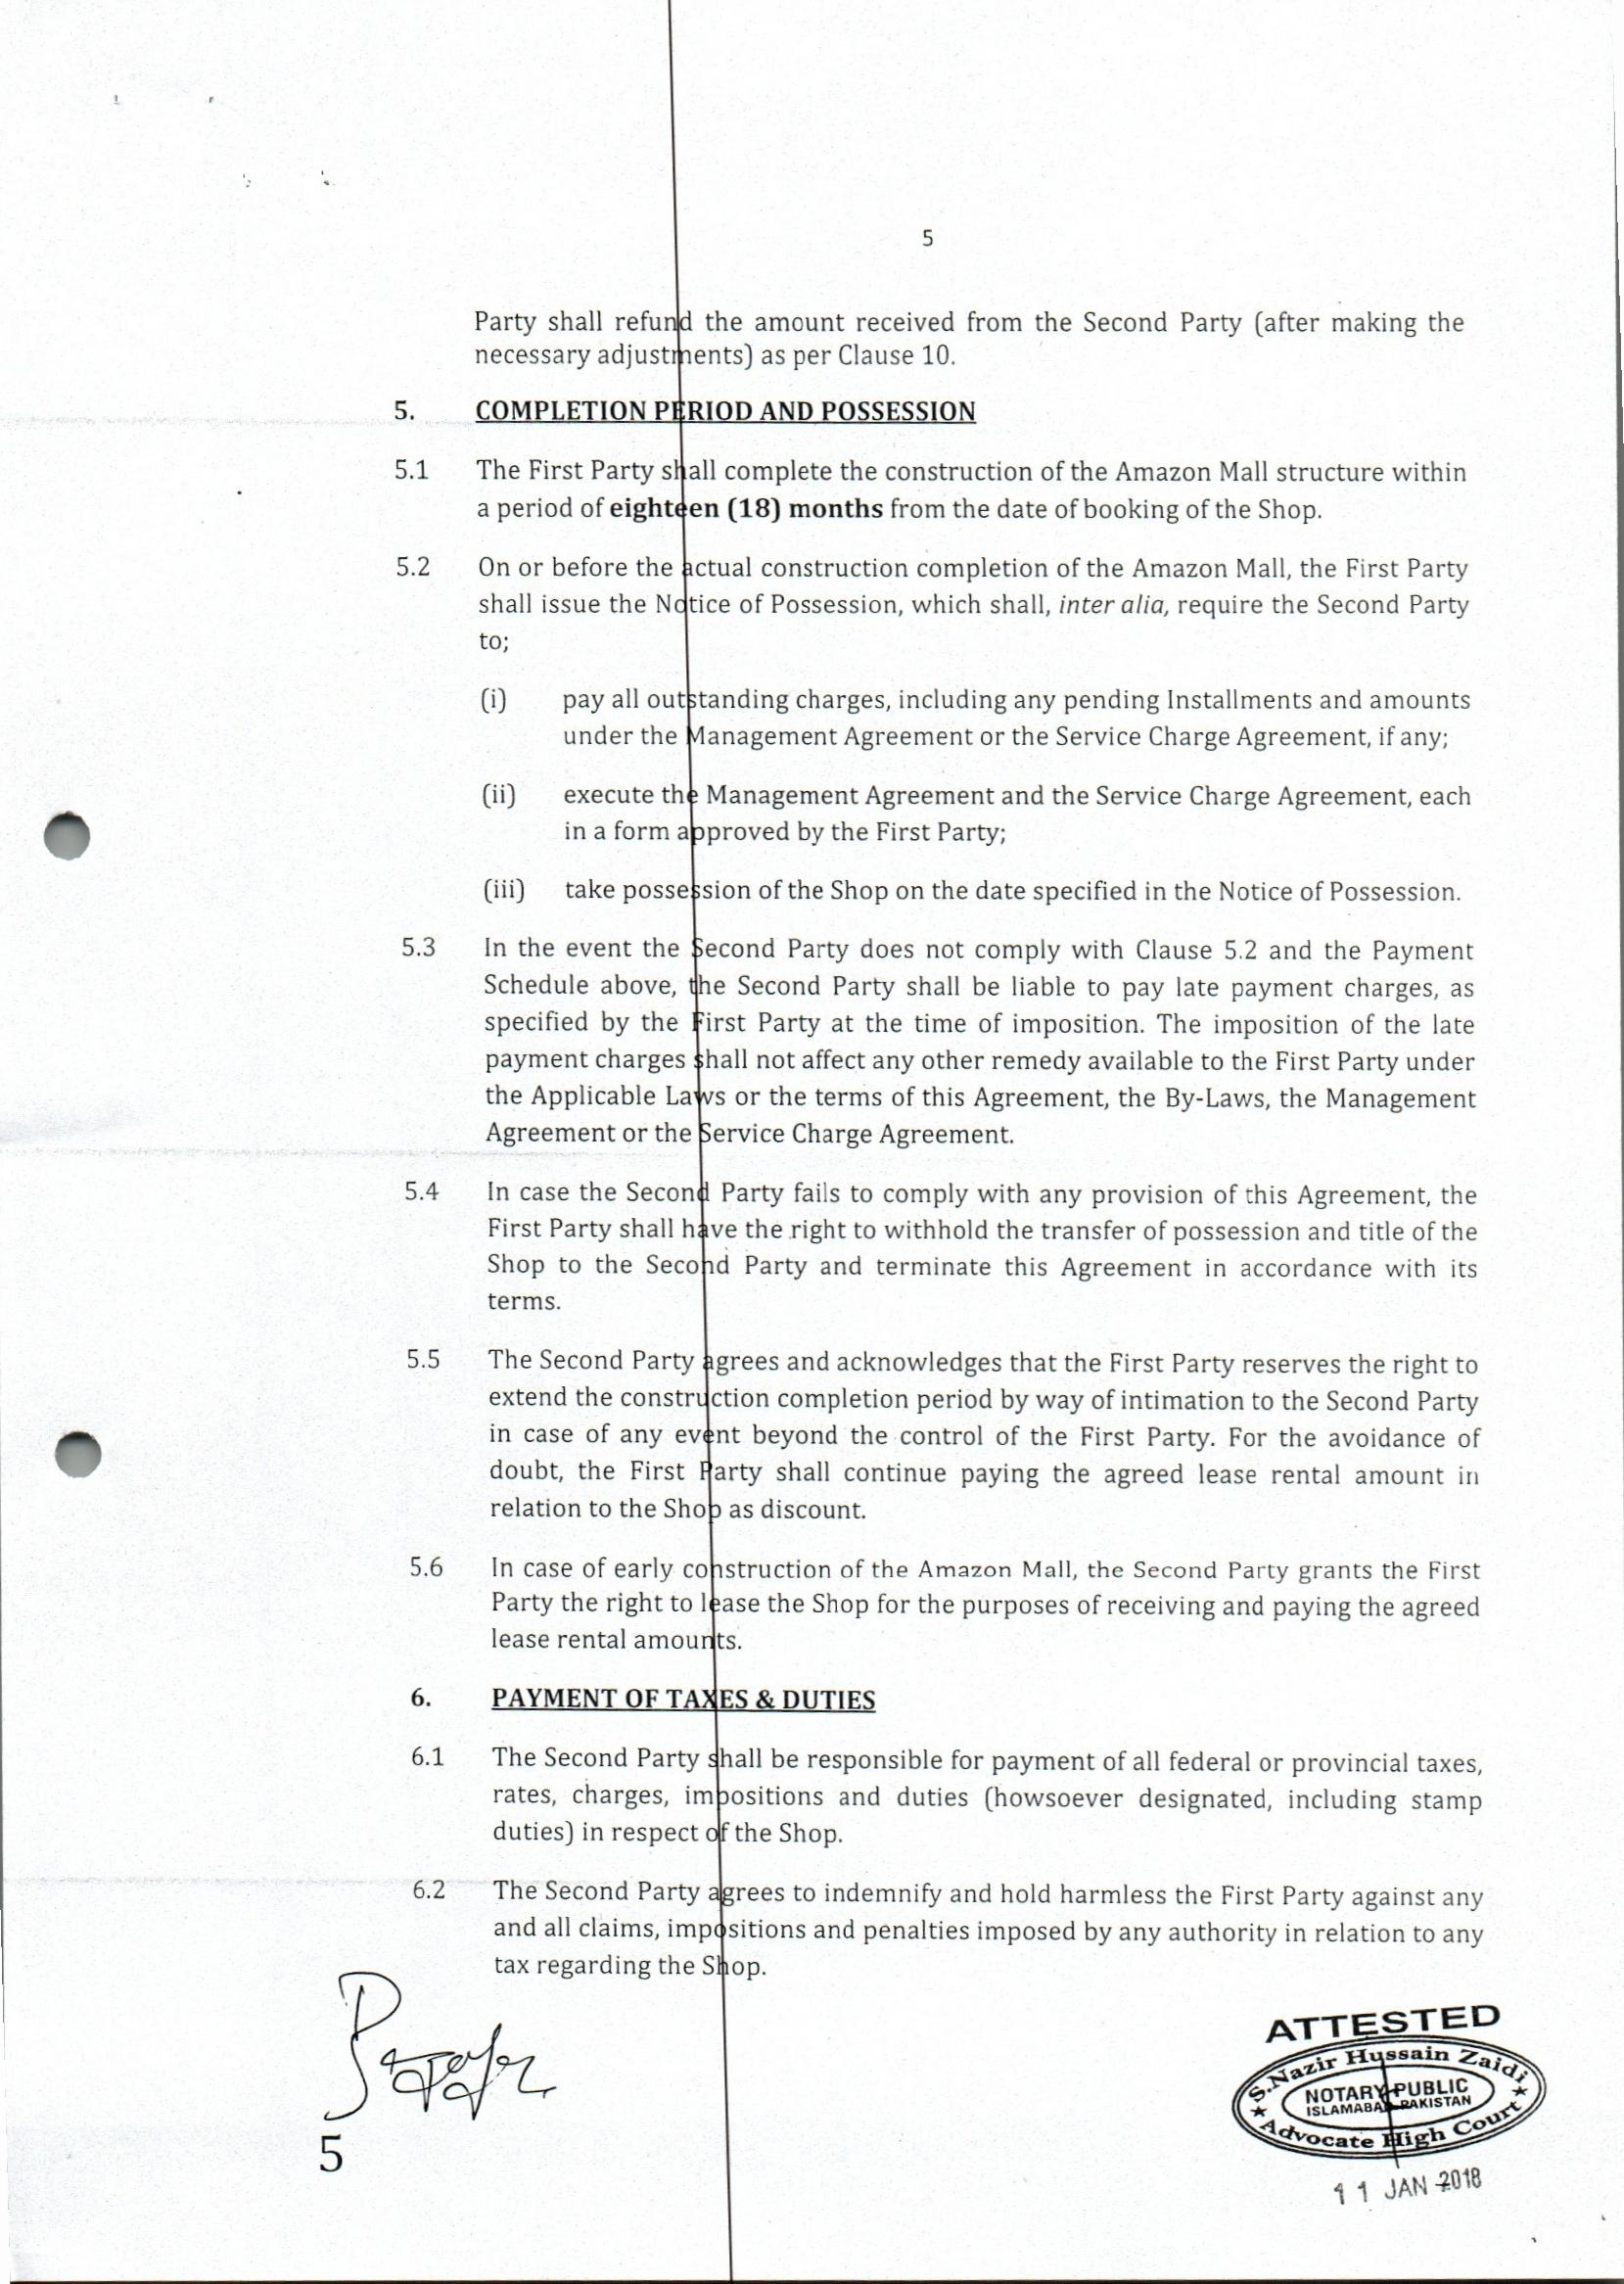 5
Party shall refund the amount received from the Second Party (after making the
necessary adjustments) as per Clause 10.
5. COMPLETION PERIOD AND POSSESSION
5.1 The First Party shall complete the construction of the Amazon Mall structure within
a period of eighteen (18) months from the date of booking of the Shop.
5.2 On or before the actual construction completion of the Amazon Mall, the First Party
shall issue the Notice of Possession, which shall, inter alia, require the Second Party
to;
(i) pay all outstanding charges, including any pending Installments and amounts
under the Management Agreement or the Service Charge Agreement, if any;
(ii) execute the Management Agreement and the Service Charge Agreement, each
in a form approved by the First Party;
(iii) take possession of the Shop on the date specified in the Notice of Possession.
5.3 In the event the Second Party does not comply with Clause 5.2 and the Payment
Schedule above, the Second Party shall be liable to pay late payment charges, as
specified by the First Party at the time of imposition. The imposition of the late
payment charges shall not affect any other remedy available to the First Party under
the Applicable Laws or the terms of this Agreement, the By-Laws, the Management
Agreement or the Service Charge Agreement.
5.4 In case the Second Party fails to comply with any provision of this Agreement, the
First Party shall have the right to withhold the transfer of possession and title of the
Shop to the Second Party and terminate this Agreement in accordance with its
terms.
5.5 The Second Party agrees and acknowledges that the First Party reserves the right to
extend the construction completion period by way of intimation to the Second Party
in case of any event beyond the control of the First Party. For the avoidance of
doubt, the First Party shall continue paying the agreed lease rental amount in
relation to the Shop as discount.
5.6 In case of early construction of the Amazon Mall, the Second Party grants the First
Party the right to lease the Shop for the purposes of receiving and paying the agreed
lease rental amounts.
6. PAYMENT OF TAXES & DUTIES
6.1 The Second Party shall be responsible for payment of all federal or provincial taxes,
rates, charges, impositions and duties (howsoever designated, including stamp
duties) in respect of the Shop.
6.2 The Second Party agrees to indemnify and hold harmless the First Party against any
and all claims, impositions and penalties imposed by any authority in relation to any
tax regarding the Shop.
5
ATTESTED
S.Nazir Hussain Zaidi
NOTARY PUBLIC
ISLAMABAD PAKISTAN
Advocate High Court
11 JAN 2018